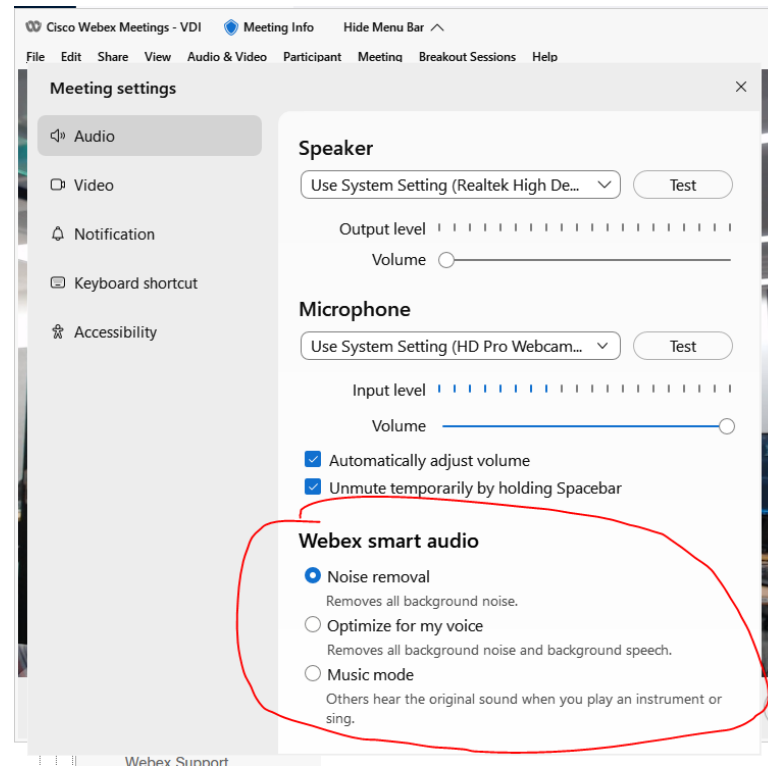 Cisco Webex Meetings - VDI Meeting Info Hide Menu Bar
File Edit Share View Audio & Video Participant Meeting Breakout Sessions Help
Meeting settings
Audio
Video
Notification
Keyboard shortcut
Accessibility
Speaker
Use System Setting (Realtek High De... Test
Output level
Volume
Microphone
Use System Setting (HD Pro Webcam... Test
Input level
Volume
Automatically adjust volume
Unmute temporarily by holding Spacebar
Webex smart audio
Noise removal
Removes all background noise.
Optimize for my voice
Removes all background noise and background speech.
Music mode
Others hear the original sound when you play an instrument or
sing.
Webex Support